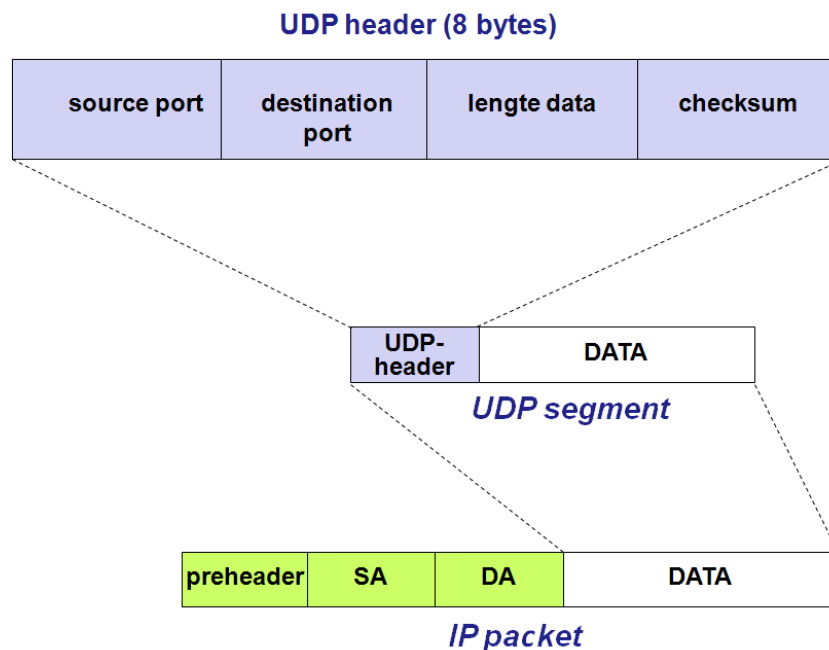 UDP header (8 bytes)
source port
destination
port
lengte data
checksum
UDP-
header
DATA
UDP segment
preheader
SA
DA
DATA
IP packet